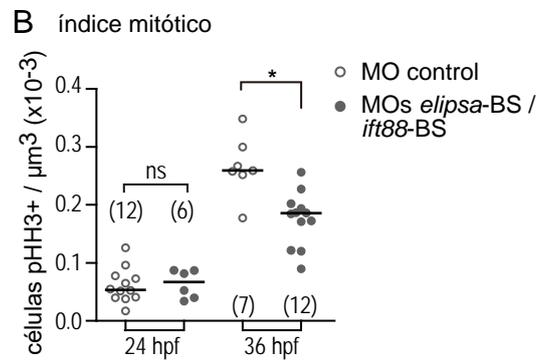 B índice mitótico
células pHH3+ / µm3 (x10-3)
0.4
0.3
0.2
0.1
0.0
ns
*
(12)
(6)
(7)
(12)
24 hpf
36 hpf
MO control
MOs elipsa-BS /
ift88-BS